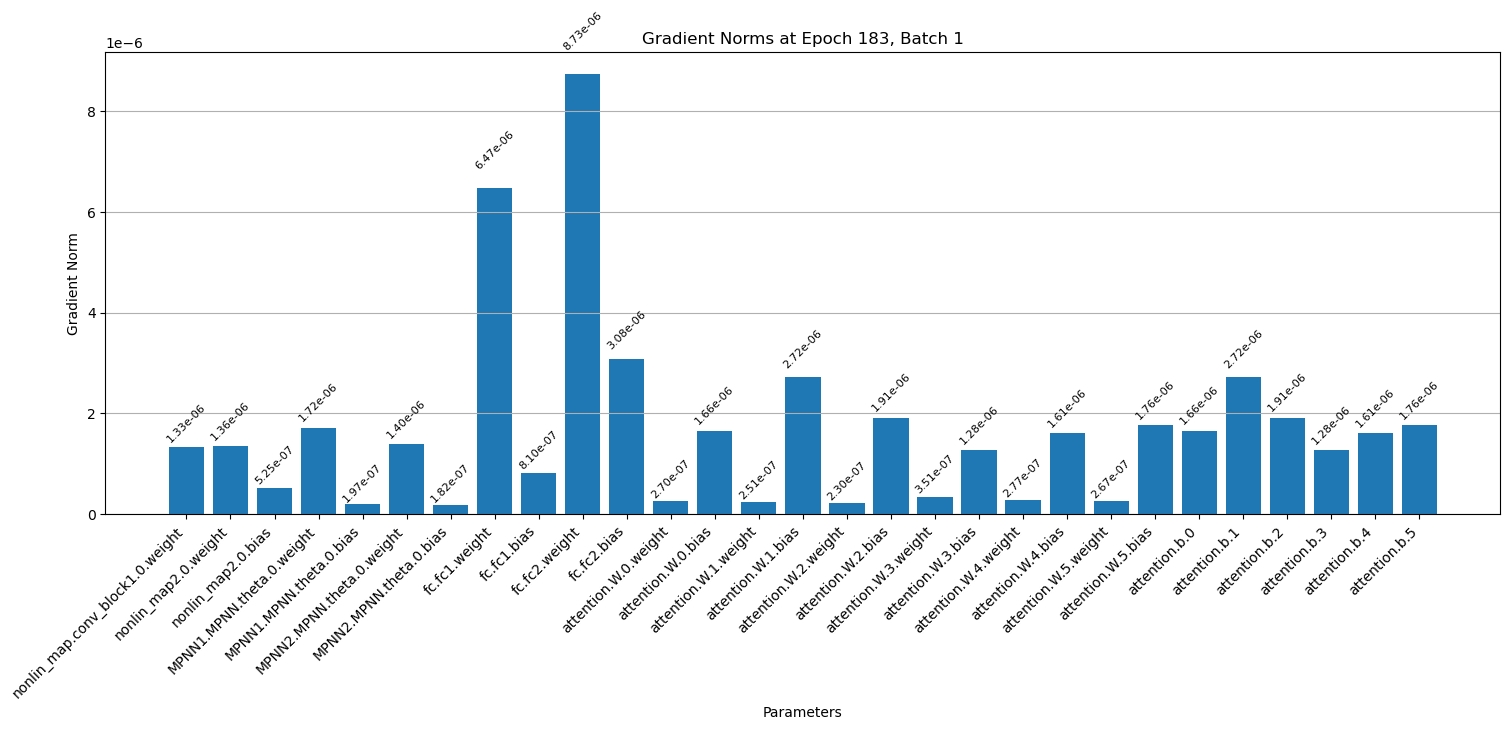 Gradient Norms at Epoch 183, Batch 1
1e−6
Gradient Norm
8
6
4
2
0
1.33e-06
1.36e-06
5.25e-07
1.72e-06
1.97e-07
1.40e-06
1.82e-07
6.47e-06
8.10e-07
8.73e-06
3.08e-06
2.70e-07
1.66e-06
2.51e-07
2.72e-06
2.30e-07
1.91e-06
3.51e-07
1.28e-06
2.77e-07
1.61e-06
2.67e-07
1.76e-06
1.66e-06
2.72e-06
1.91e-06
1.28e-06
1.61e-06
1.76e-06
nonlin_map.conv_block1.0.weight
nonlin_map2.0.weight
nonlin_map2.0.bias
MPNN1.MPNN.theta.0.weight
MPNN1.MPNN.theta.0.bias
MPNN2.MPNN.theta.0.weight
MPNN2.MPNN.theta.0.bias
fc.fc1.weight
fc.fc1.bias
fc.fc2.weight
fc.fc2.bias
attention.W.0.weight
attention.W.0.bias
attention.W.1.weight
attention.W.1.bias
attention.W.2.weight
attention.W.2.bias
attention.W.3.weight
attention.W.3.bias
attention.W.4.weight
attention.W.4.bias
attention.W.5.weight
attention.W.5.bias
attention.b.0
attention.b.1
attention.b.2
attention.b.3
attention.b.4
attention.b.5
Parameters